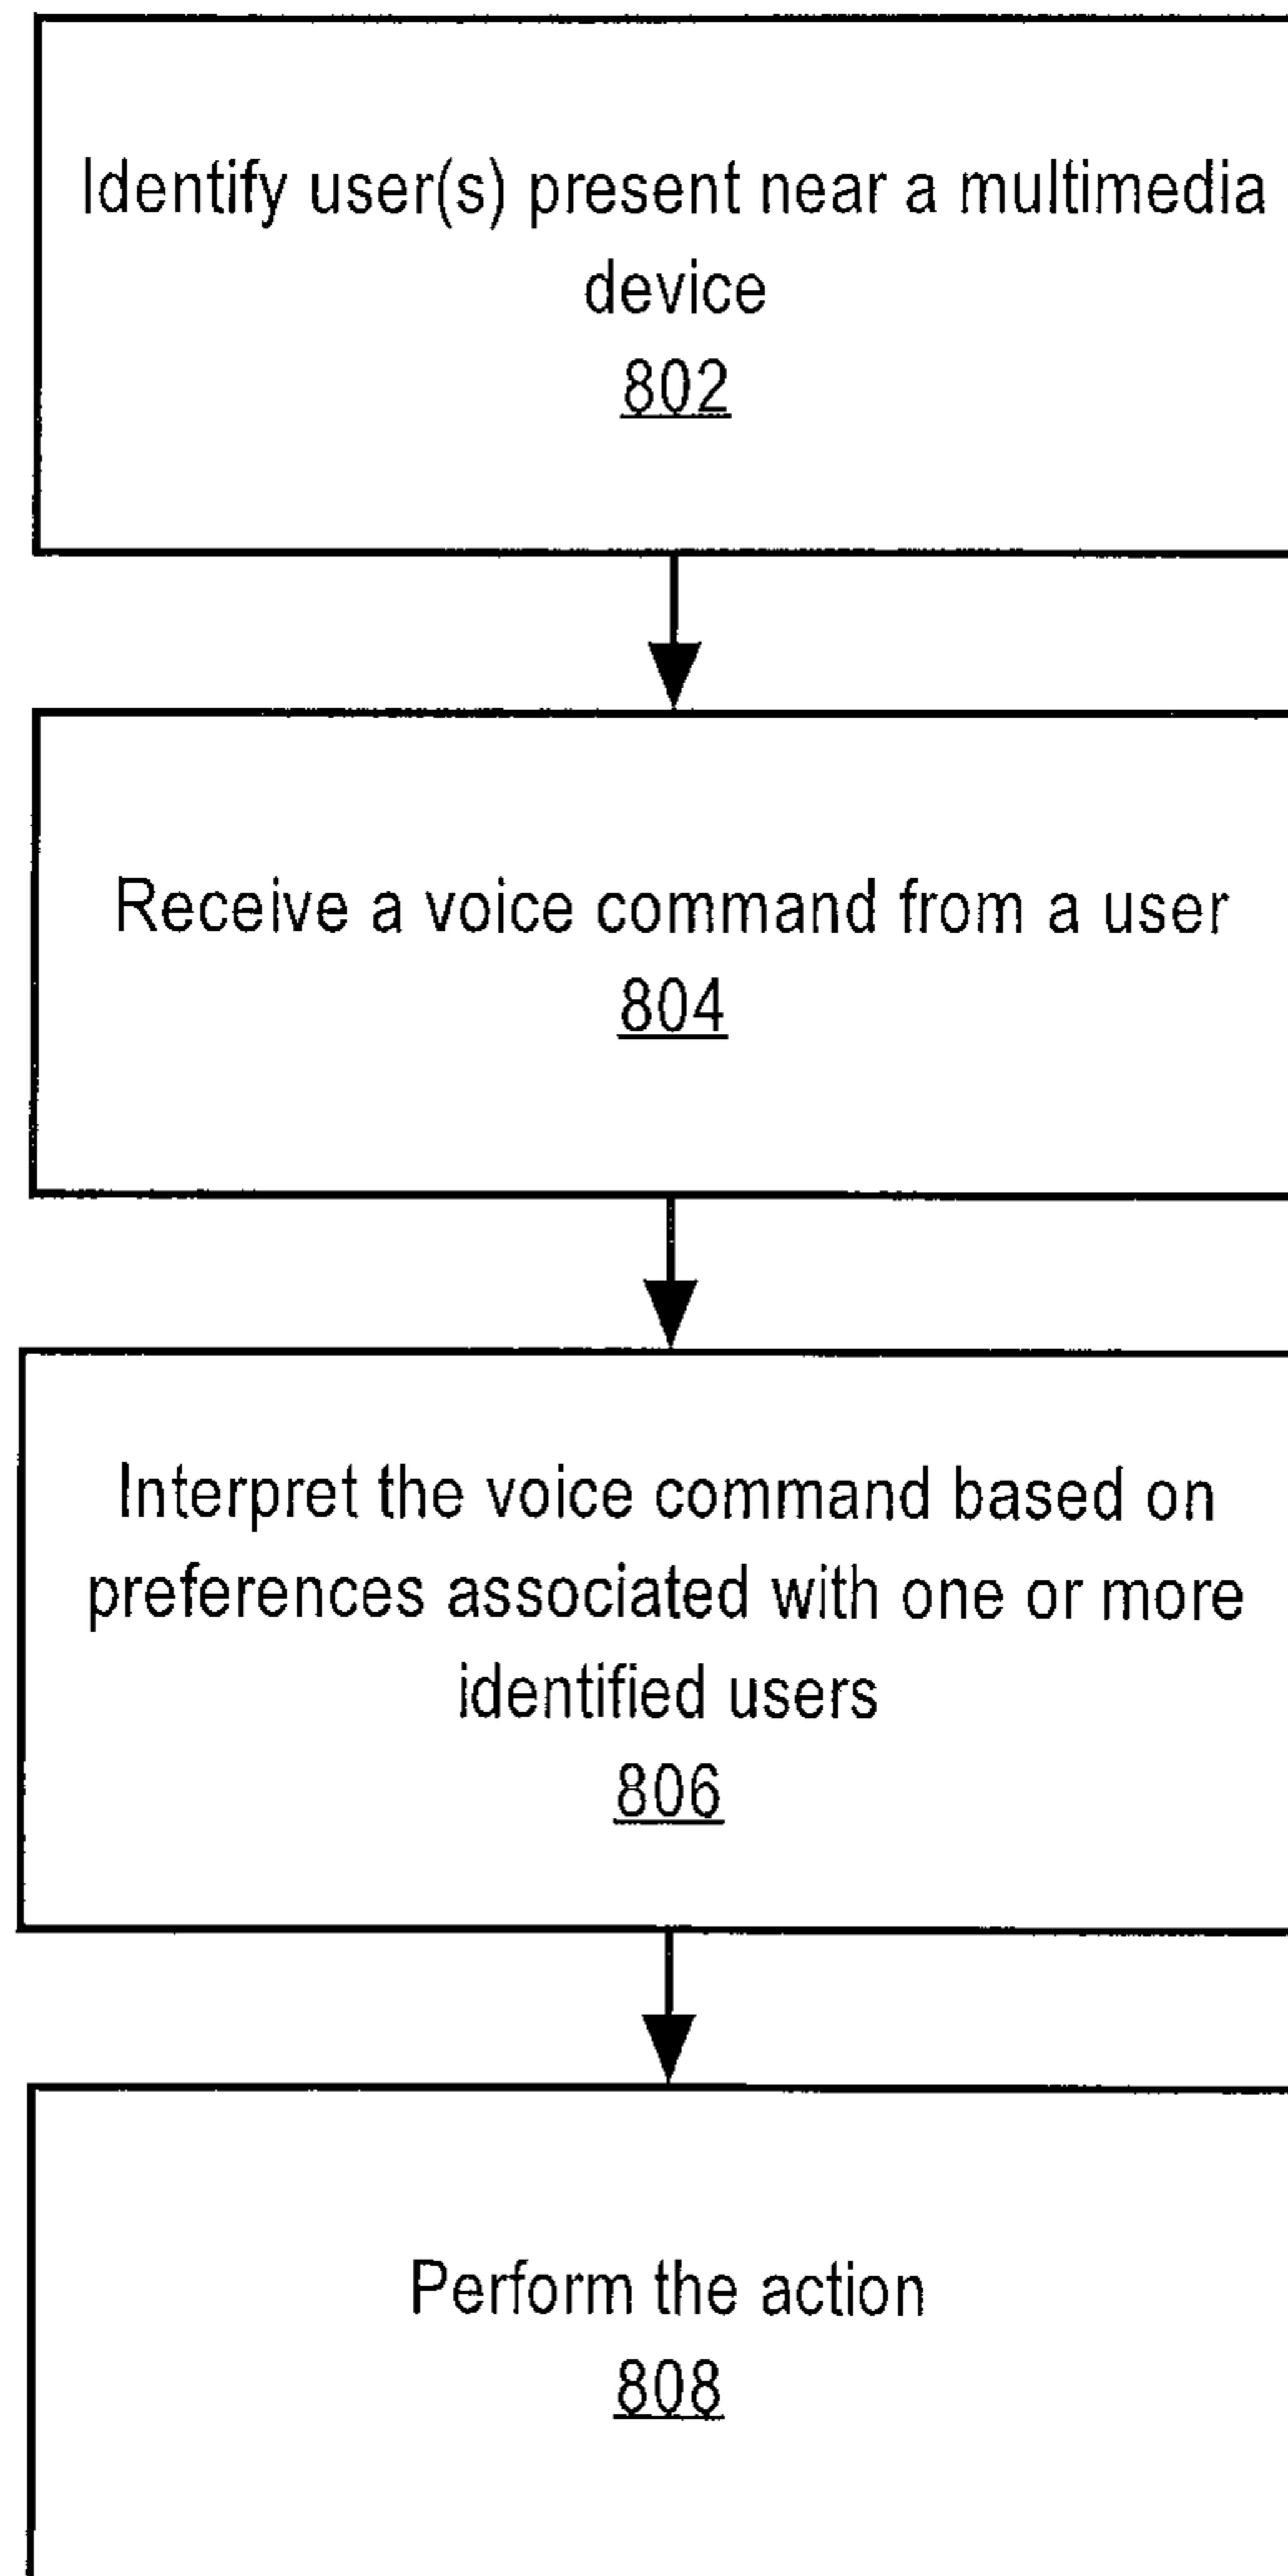 Identify user(s) present near a multimedia
device
802
Receive a voice command from a user
804
Interpret the voice command based on
preferences associated with one or more
identified users
806
Perform the action
808